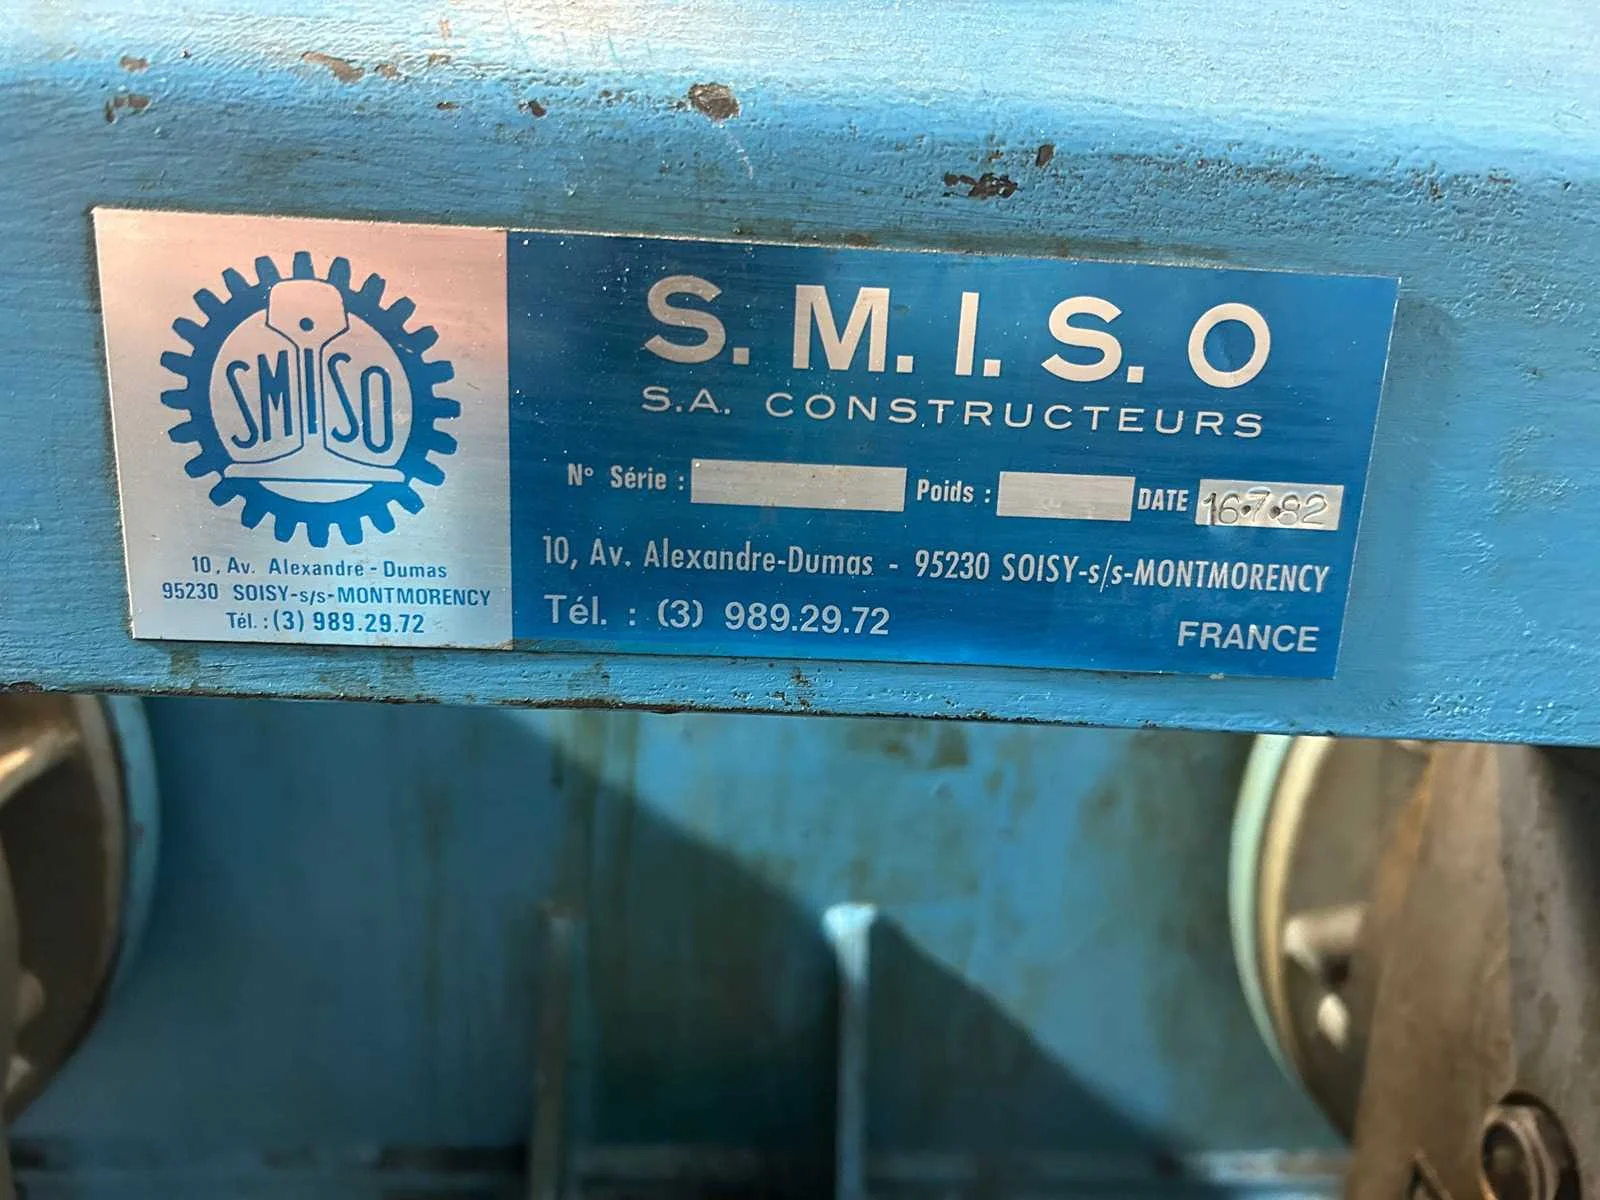 SMISO
10, Av. Alexandre - Dumas
95230 SOISY-s/s-MONTMORENCY
Tél. : (3) 989.29.72
S. M. I. S. O
S.A. CONSTRUCTEURS
N° Série : Poids : DATE 16·7·82
10, Av. Alexandre-Dumas - 95230 SOISY-s/s-MONTMORENCY
Tél. : (3) 989.29.72
FRANCE